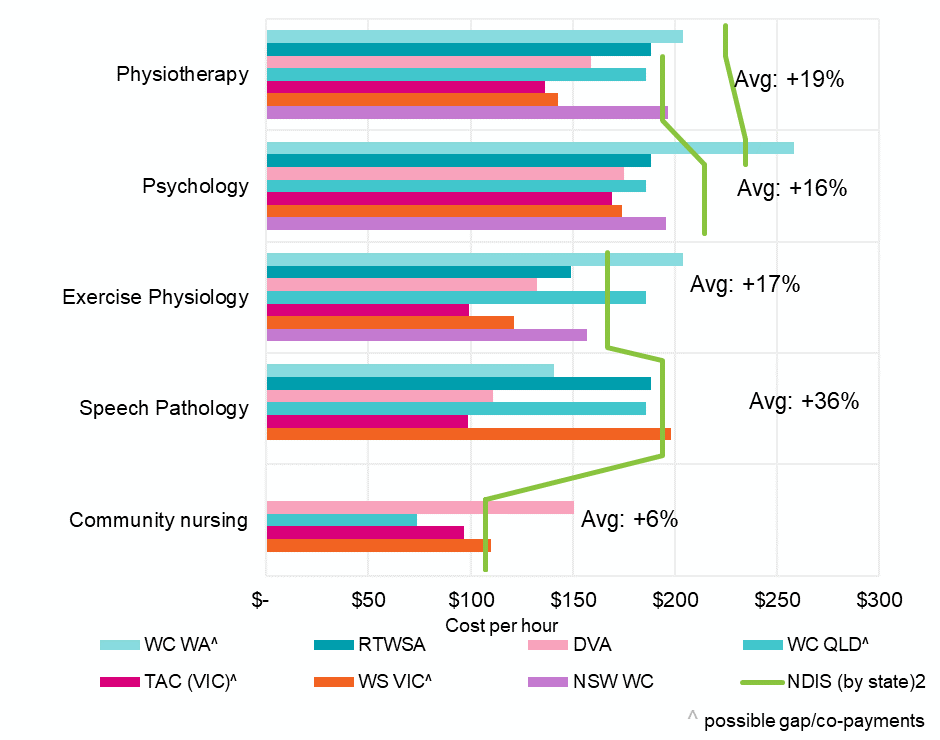 Physiotherapy
Avg: +19%
Psychology
Avg: +16%
Exercise Physiology
Avg: +17%
Speech Pathology
Avg: +36%
Community nursing
Avg: +6%
$- $50 $100 $150 $200 $250 $300
Cost per hour
WC WA^ RTWSA DVA WC QLD^
TAC (VIC)^ WS VIC^ NSW WC NDIS (by state)2
^ possible gap/co-payments